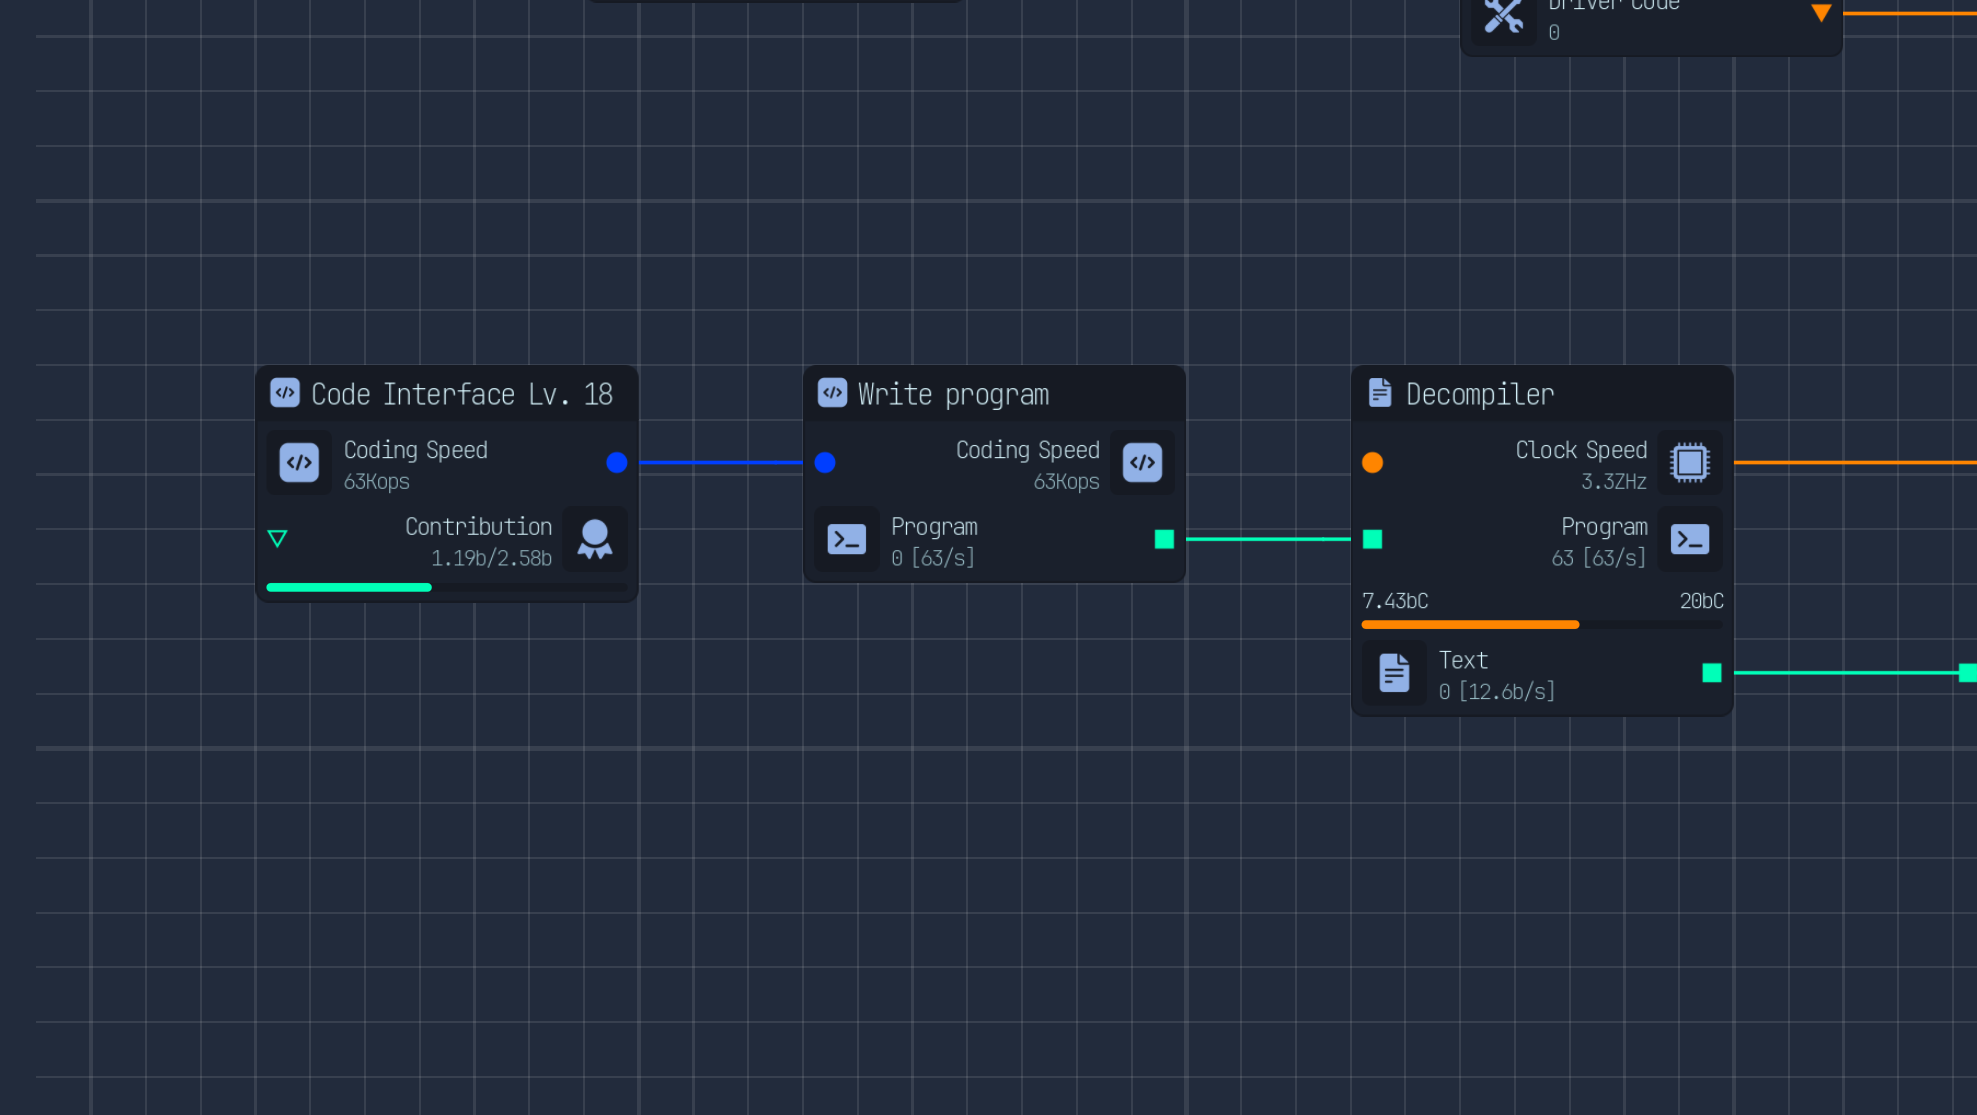 Driver Code
0
Code Interface Lv. 18
Coding Speed
63Kops
Contribution
1.19b/2.58b
Write program
Coding Speed
63Kops
Program
0 [63/s]
Decompiler
Clock Speed
3.3ZHz
Program
63 [63/s]
7.43bC
20bC
Text
0 [12.6b/s]